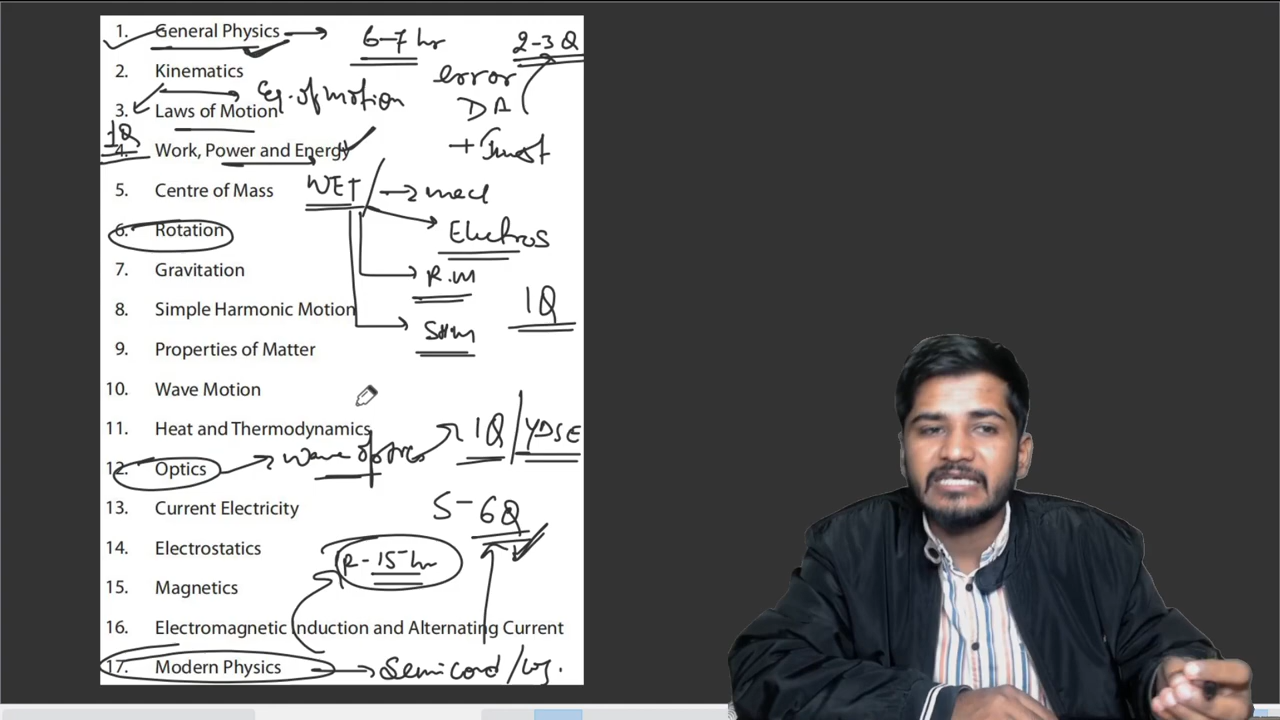 1. General Physics → 6-7 hr 2-3 Q
2. Kinematics error
Eq. of motion DA
3. Laws of Motion
1Q + Inst
4. Work, Power and Energy
5. Centre of Mass WET → mecl
6. Rotation Electros
7. Gravitation R.M
8. Simple Harmonic Motion 1Q
SHM
9. Properties of Matter
10. Wave Motion
11. Heat and Thermodynamics 1Q / YDSE
12. Optics → wave optics
13. Current Electricity 5-6Q
14. Electrostatics 15 hr
15. Magnetics
16. Electromagnetic Induction and Alternating Current
17. Modern Physics → Semicond /